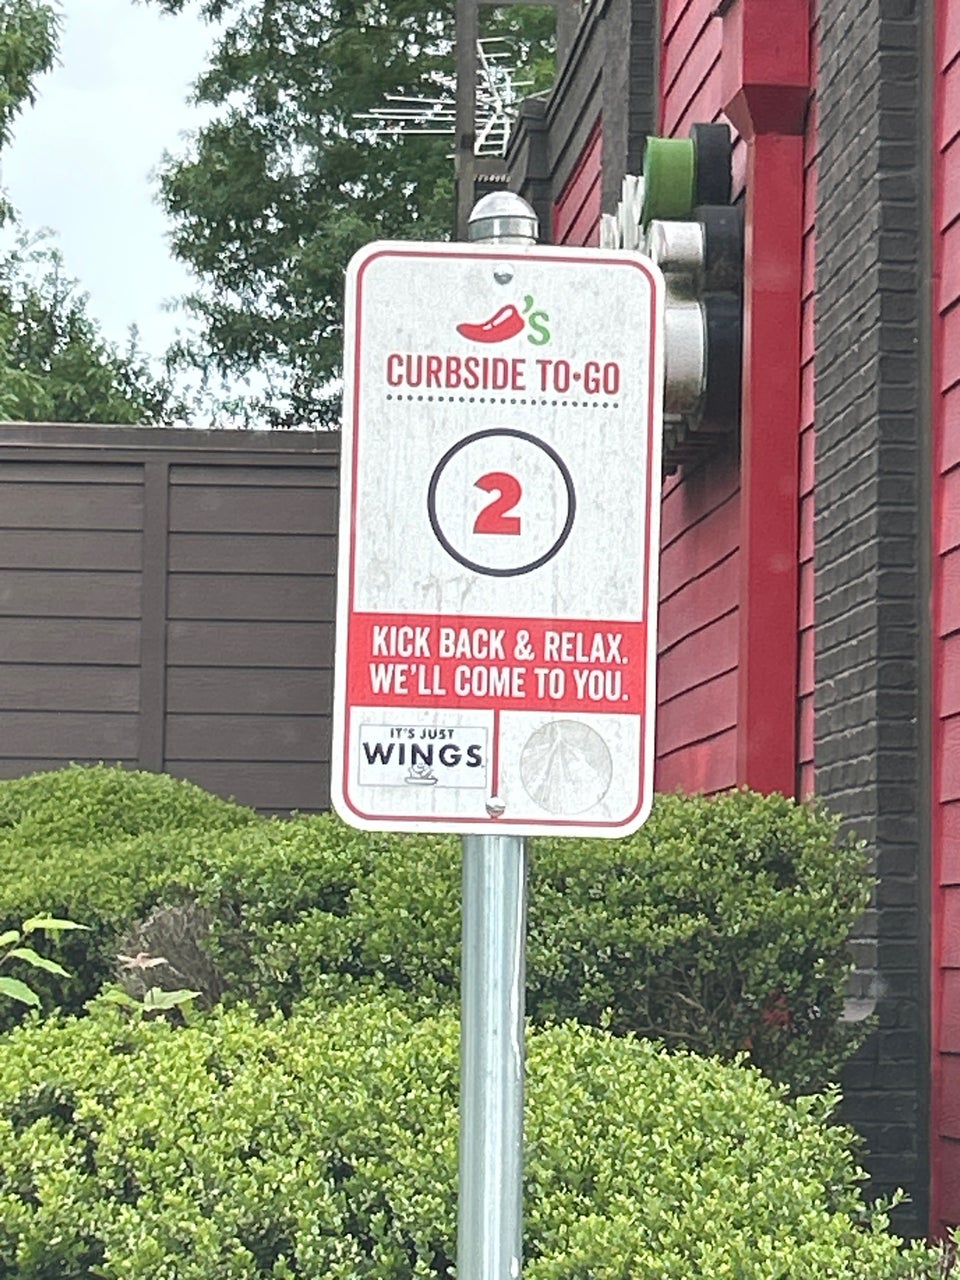 'S
CURBSIDE TO•GO
2
KICK BACK & RELAX.
WE'LL COME TO YOU.
IT'S JUST
WINGS